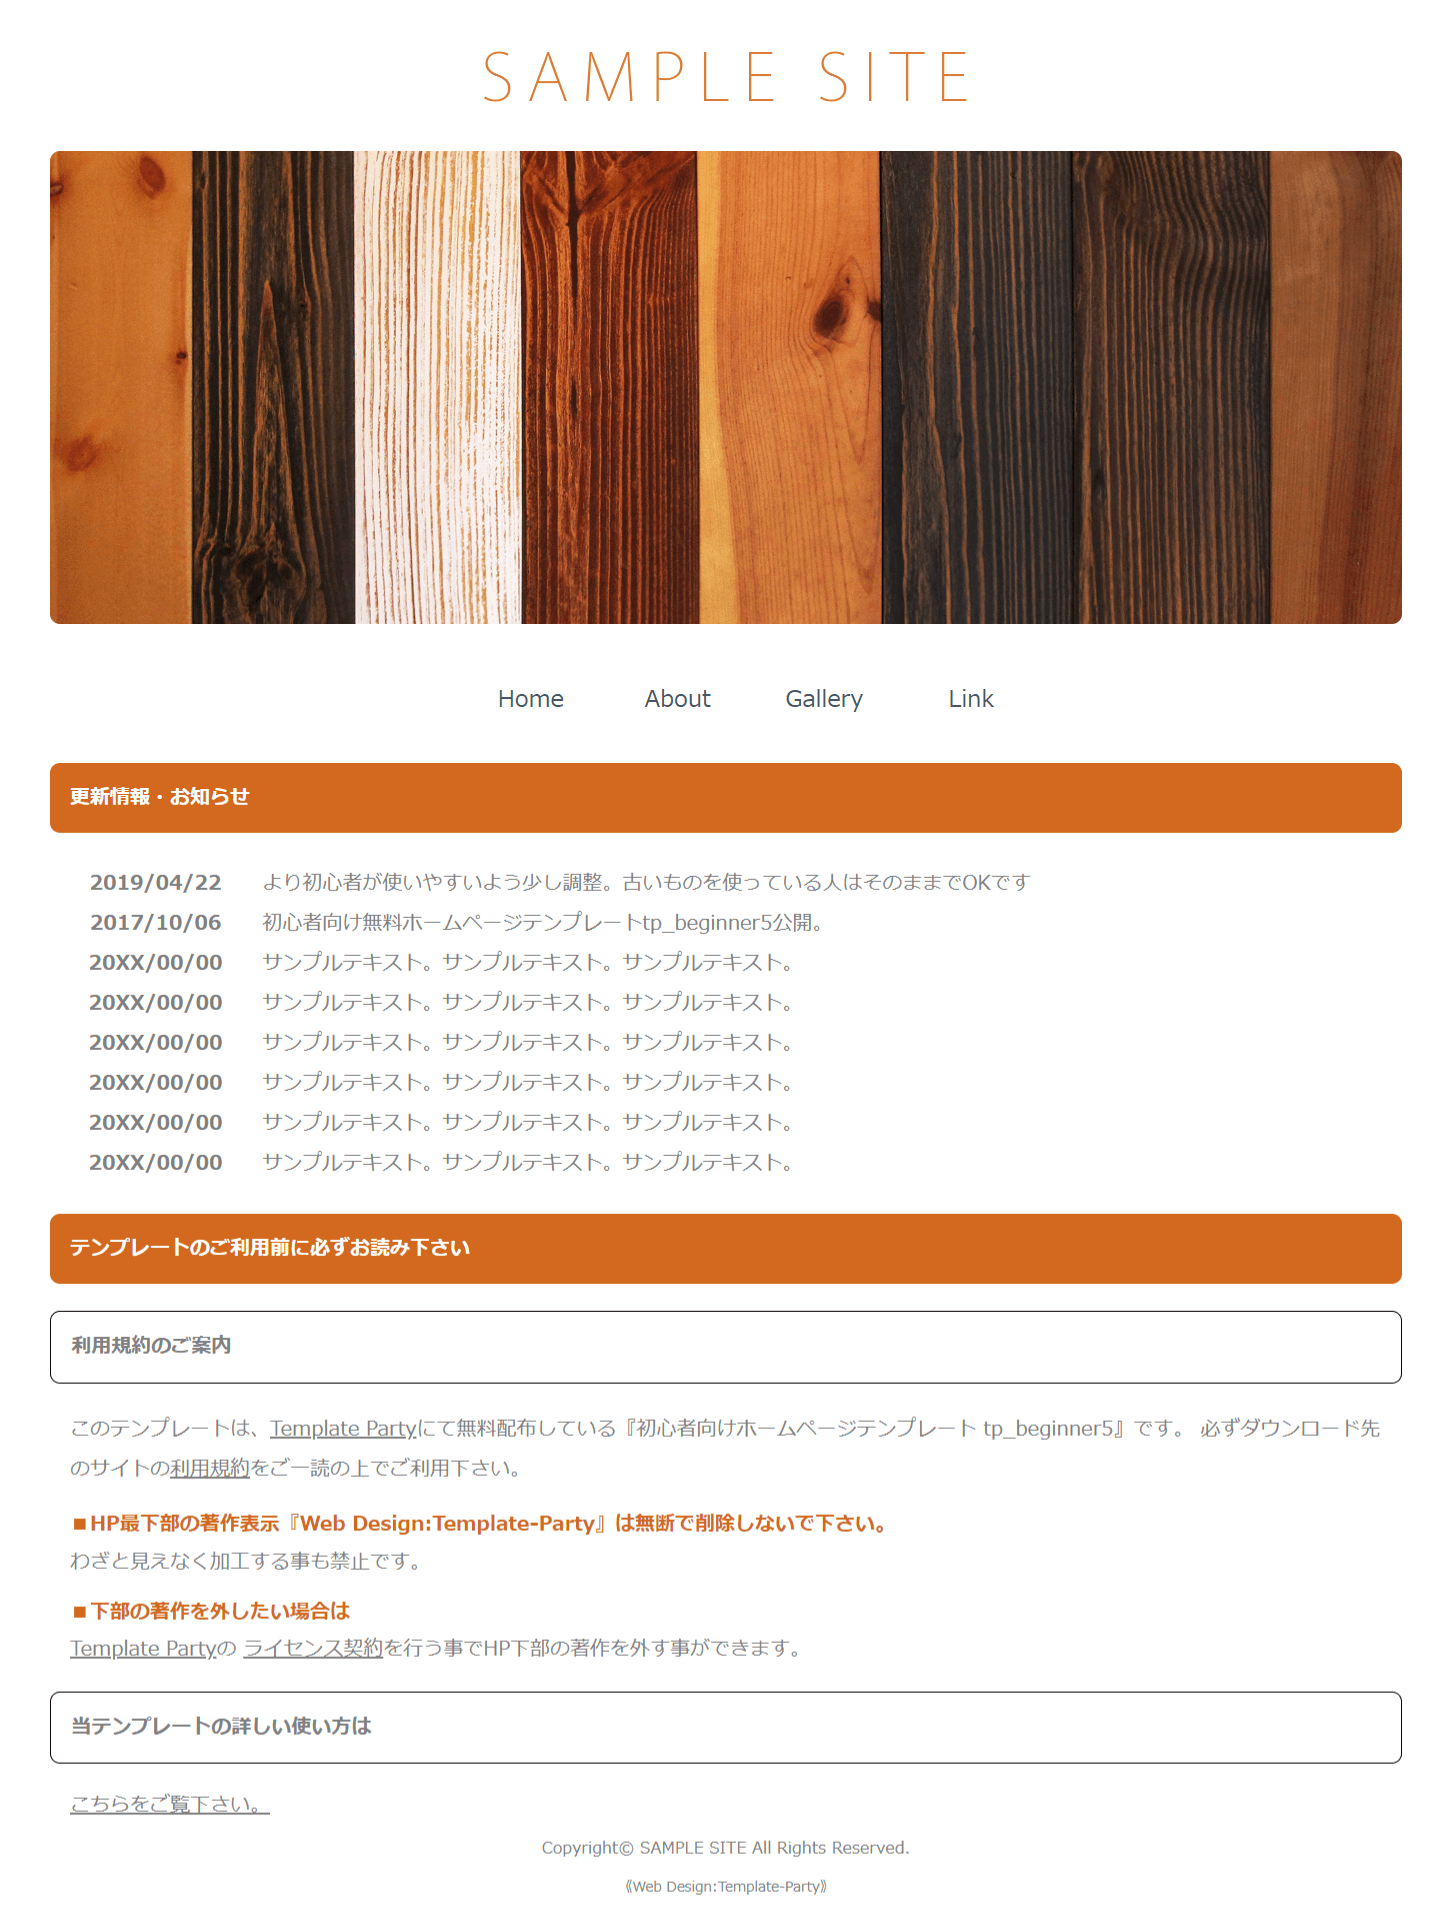 SAMPLE SITE
Home About Gallery Link
更新情報・お知らせ
2019/04/22 より初心者が使いやすいよう少し調整。古いものを使っている人はそのままでOKです
2017/10/06 初心者向け無料ホームページテンプレートtp_beginner5公開。
20XX/00/00 サンプルテキスト。サンプルテキスト。サンプルテキスト。
20XX/00/00 サンプルテキスト。サンプルテキスト。サンプルテキスト。
20XX/00/00 サンプルテキスト。サンプルテキスト。サンプルテキスト。
20XX/00/00 サンプルテキスト。サンプルテキスト。サンプルテキスト。
20XX/00/00 サンプルテキスト。サンプルテキスト。サンプルテキスト。
20XX/00/00 サンプルテキスト。サンプルテキスト。サンプルテキスト。
テンプレートのご利用前に必ずお読み下さい
利用規約のご案内
このテンプレートは、Template Partyにて無料配布している『初心者向けホームページテンプレート tp_beginner5』です。 必ずダウンロード先
のサイトの利用規約をご一読の上でご利用下さい。
■HP最下部の著作表示『Web Design:Template-Party』は無断で削除しないで下さい。
わざと見えなく加工する事も禁止です。
■下部の著作を外したい場合は
Template Partyの ライセンス契約を行う事でHP下部の著作を外す事ができます。
当テンプレートの詳しい使い方は
こちらをご覧下さい。
Copyright© SAMPLE SITE All Rights Reserved.
《Web Design:Template-Party》